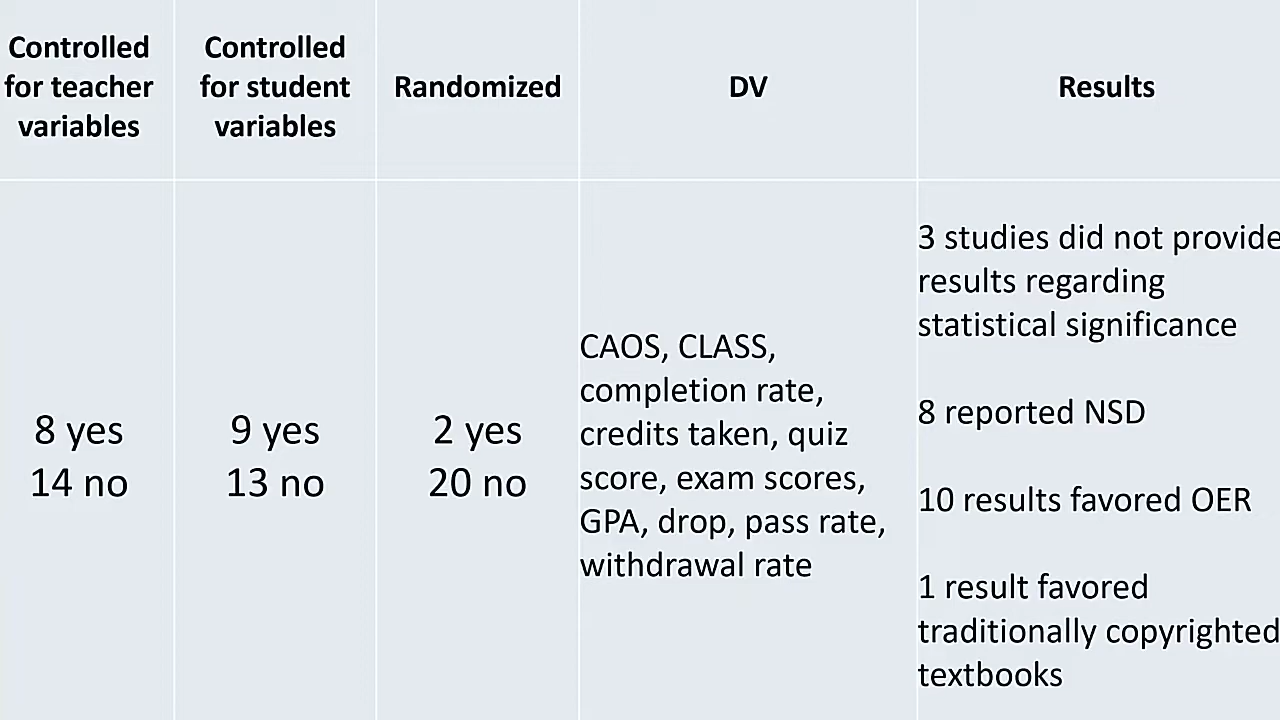 Controlled
for teacher
variables
Controlled
for student
variables
Randomized
DV
Results
8 yes
14 no
9 yes
13 no
2 yes
20 no
CAOS, CLASS,
completion rate,
credits taken, quiz
score, exam scores,
GPA, drop, pass rate,
withdrawal rate
3 studies did not provide
results regarding
statistical significance
8 reported NSD
10 results favored OER
1 result favored
traditionally copyrighted
textbooks